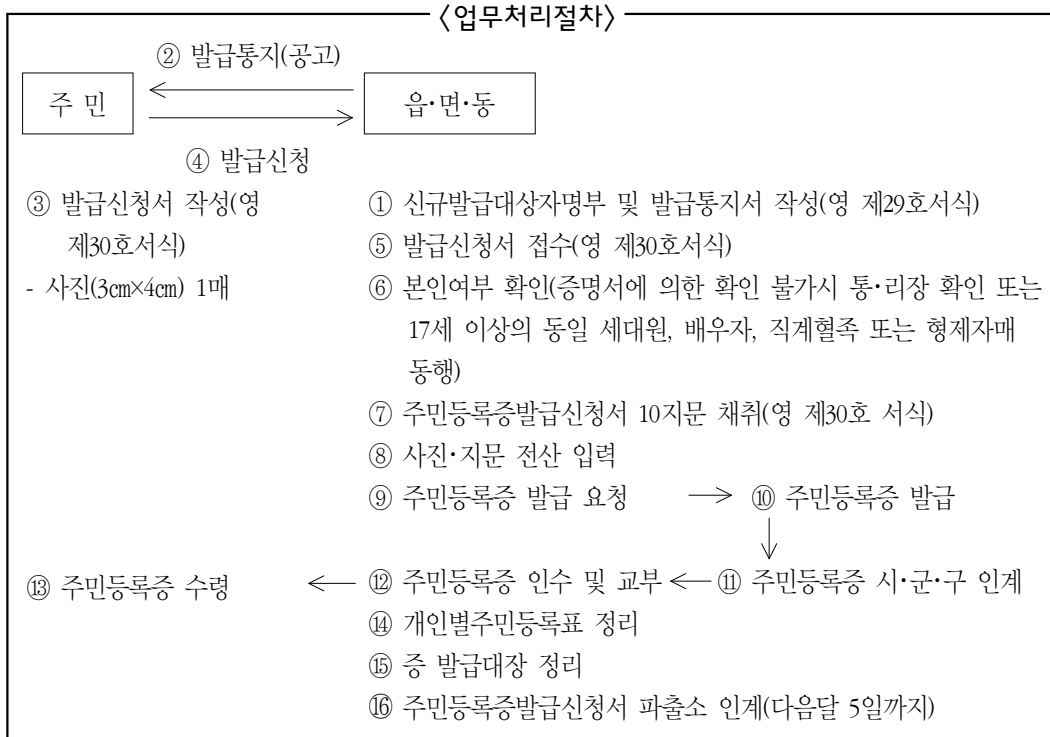 〈업무처리절차〉
② 발급통지(공고)
주 민
읍·면·동
④ 발급신청
③ 발급신청서 작성(영
제30호서식)
- 사진(3㎝×4㎝) 1매
① 신규발급대상자명부 및 발급통지서 작성(영 제29호서식)
⑤ 발급신청서 접수(영 제30호서식)
⑥ 본인여부 확인(증명서에 의한 확인 불가시 통·리장 확인 또는
17세 이상의 동일 세대원, 배우자, 직계혈족 또는 형제자매
동행)
⑦ 주민등록증발급신청서 10지문 채취(영 제30호 서식)
⑧ 사진·지문 전산 입력
⑨ 주민등록증 발급 요청 → ⑩ 주민등록증 발급
⑬ 주민등록증 수령 ← ⑫ 주민등록증 인수 및 교부 ← ⑪ 주민등록증 시·군·구 인계
⑭ 개인별주민등록표 정리
⑮ 증 발급대장 정리
⑯ 주민등록증발급신청서 파출소 인계(다음달 5일까지)